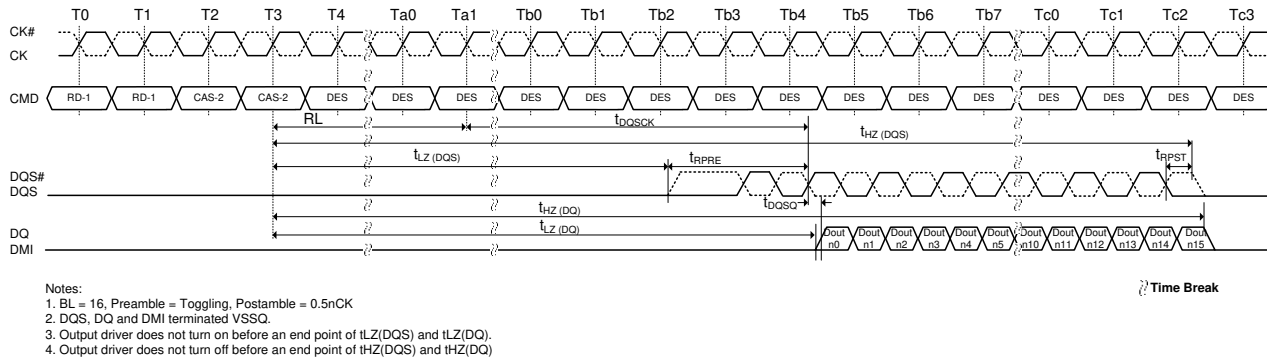 T0 T1 T2 T3 T4 Ta0 Ta1 Tb0 Tb1 Tb2 Tb3 Tb4 Tb5 Tb6 Tb7 Tc0 Tc1 Tc2 Tc3
CK#
CK
CMD RD-1 RD-1 CAS-2 CAS-2 DES DES DES DES DES DES DES DES DES DES DES DES DES DES DES
RL tDQSCK
tHZ (DQS)
tLZ (DQS) tRPRE tRPST
DQS#
DQS
tDQSQ
tHZ (DQ)
tLZ (DQ)
DQ
DMI
Dout Dout Dout Dout Dout Dout Dout Dout Dout Dout Dout Dout
n0 n1 n2 n3 n4 n5 n10 n11 n12 n13 n14 n15
Notes:
1. BL = 16, Preamble = Toggling, Postamble = 0.5nCK
2. DQS, DQ and DMI terminated VSSQ.
3. Output driver does not turn on before an end point of tLZ(DQS) and tLZ(DQ).
4. Output driver does not turn off before an end point of tHZ(DQS) and tHZ(DQ)
Time Break